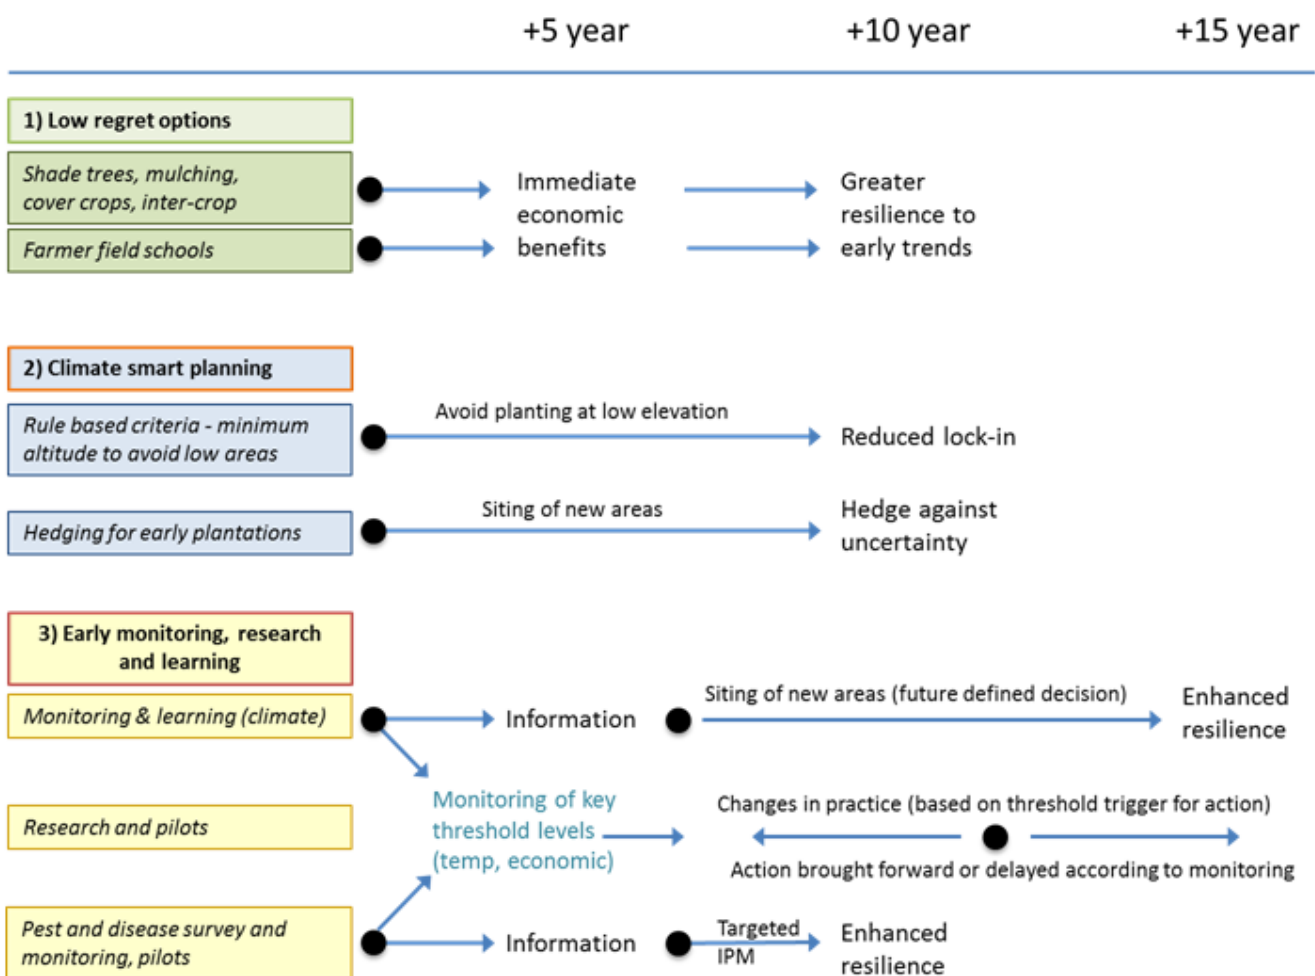 +5 year +10 year +15 year
1) Low regret options
Shade trees, mulching,
cover crops, inter-crop
Farmer field schools
Immediate
economic
benefits
Greater
resilience to
early trends
2) Climate smart planning
Rule based criteria - minimum
altitude to avoid low areas
Avoid planting at low elevation
Reduced lock-in
Hedging for early plantations
Siting of new areas
Hedge against
uncertainty
3) Early monitoring, research
and learning
Monitoring & learning (climate)
Information
Siting of new areas (future defined decision)
Enhanced
resilience
Research and pilots
Monitoring of key
threshold levels
(temp, economic)
Changes in practice (based on threshold trigger for action)
Action brought forward or delayed according to monitoring
Pest and disease survey and
monitoring, pilots
Information
Targeted
IPM
Enhanced
resilience